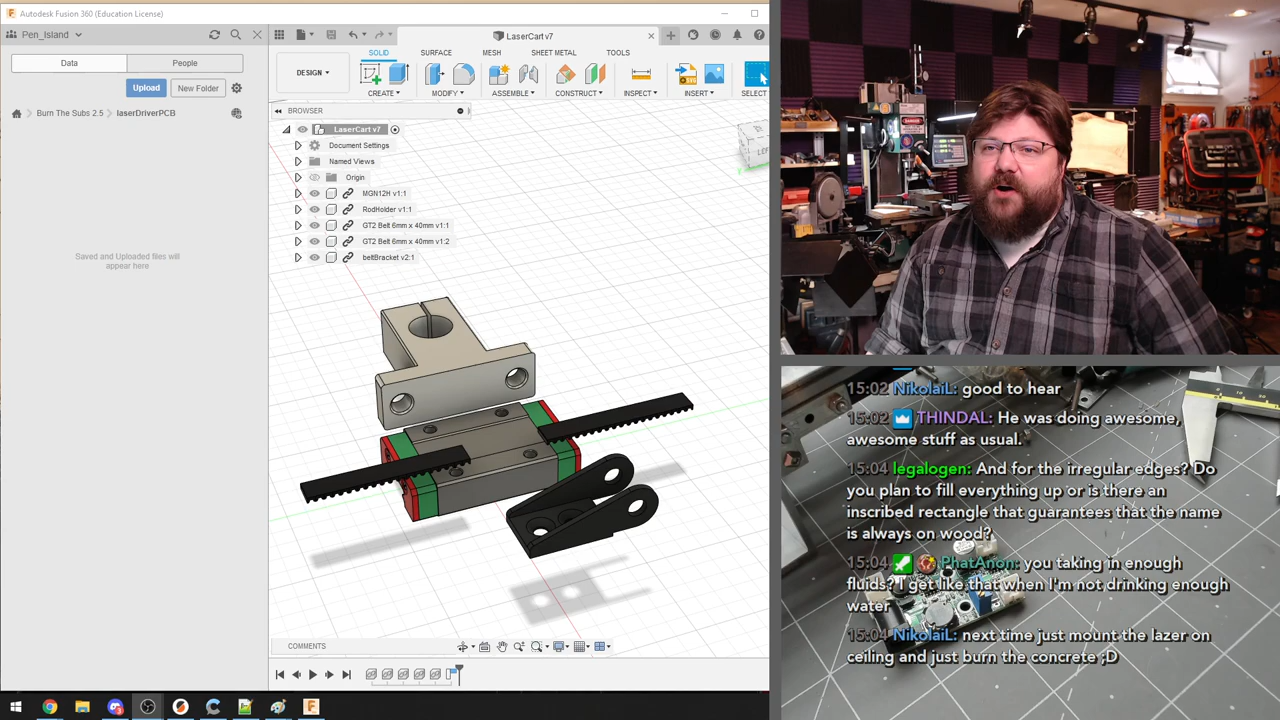 Autodesk Fusion 360 (Education License)
Pen_Island
LaserCart v7
Data
People
Upload
New Folder
Burn The Subs 2.5
laserDriverPCB
Saved and Uploaded files will
appear here
SOLID
SURFACE
MESH
SHEET METAL
TOOLS
DESIGN
CREATE
MODIFY
ASSEMBLE
CONSTRUCT
INSPECT
INSERT
SELECT
BROWSER
LaserCart v7
Document Settings
Named Views
Origin
MGN12H v1:1
RodHolder v1:1
GT2 Belt 6mm x 40mm v1:1
GT2 Belt 6mm x 40mm v1:2
beltBracket v2:1
COMMENTS
DANGER
15:02 NikolaiL: good to hear
15:02 THINDAL: He was doing awesome,
awesome stuff as usual.
15:04 legalogen: And for the irregular edges? Do
you plan to fill everything up or is there an
inscribed rectangle that guarantees that the name
is always on wood?
15:04 PhatAnon: you taking in enough
fluids? I get like that when I'm not drinking enough
water
15:04 NikolaiL: next time just mount the lazer on
ceiling and just burn the concrete ;D